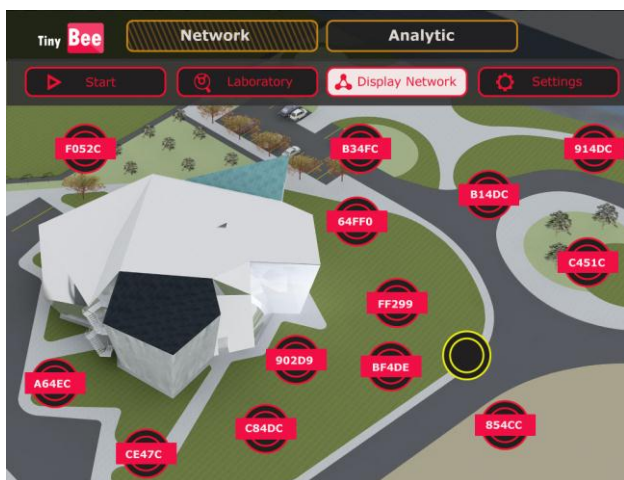 Tiny Bee
Network
Analytic
Start
Laboratory
Display Network
Settings
F052C
B34FC
914DC
B14DC
64FF0
C451C
FF299
902D9
BF4DE
A64EC
C84DC
854CC
CE47C